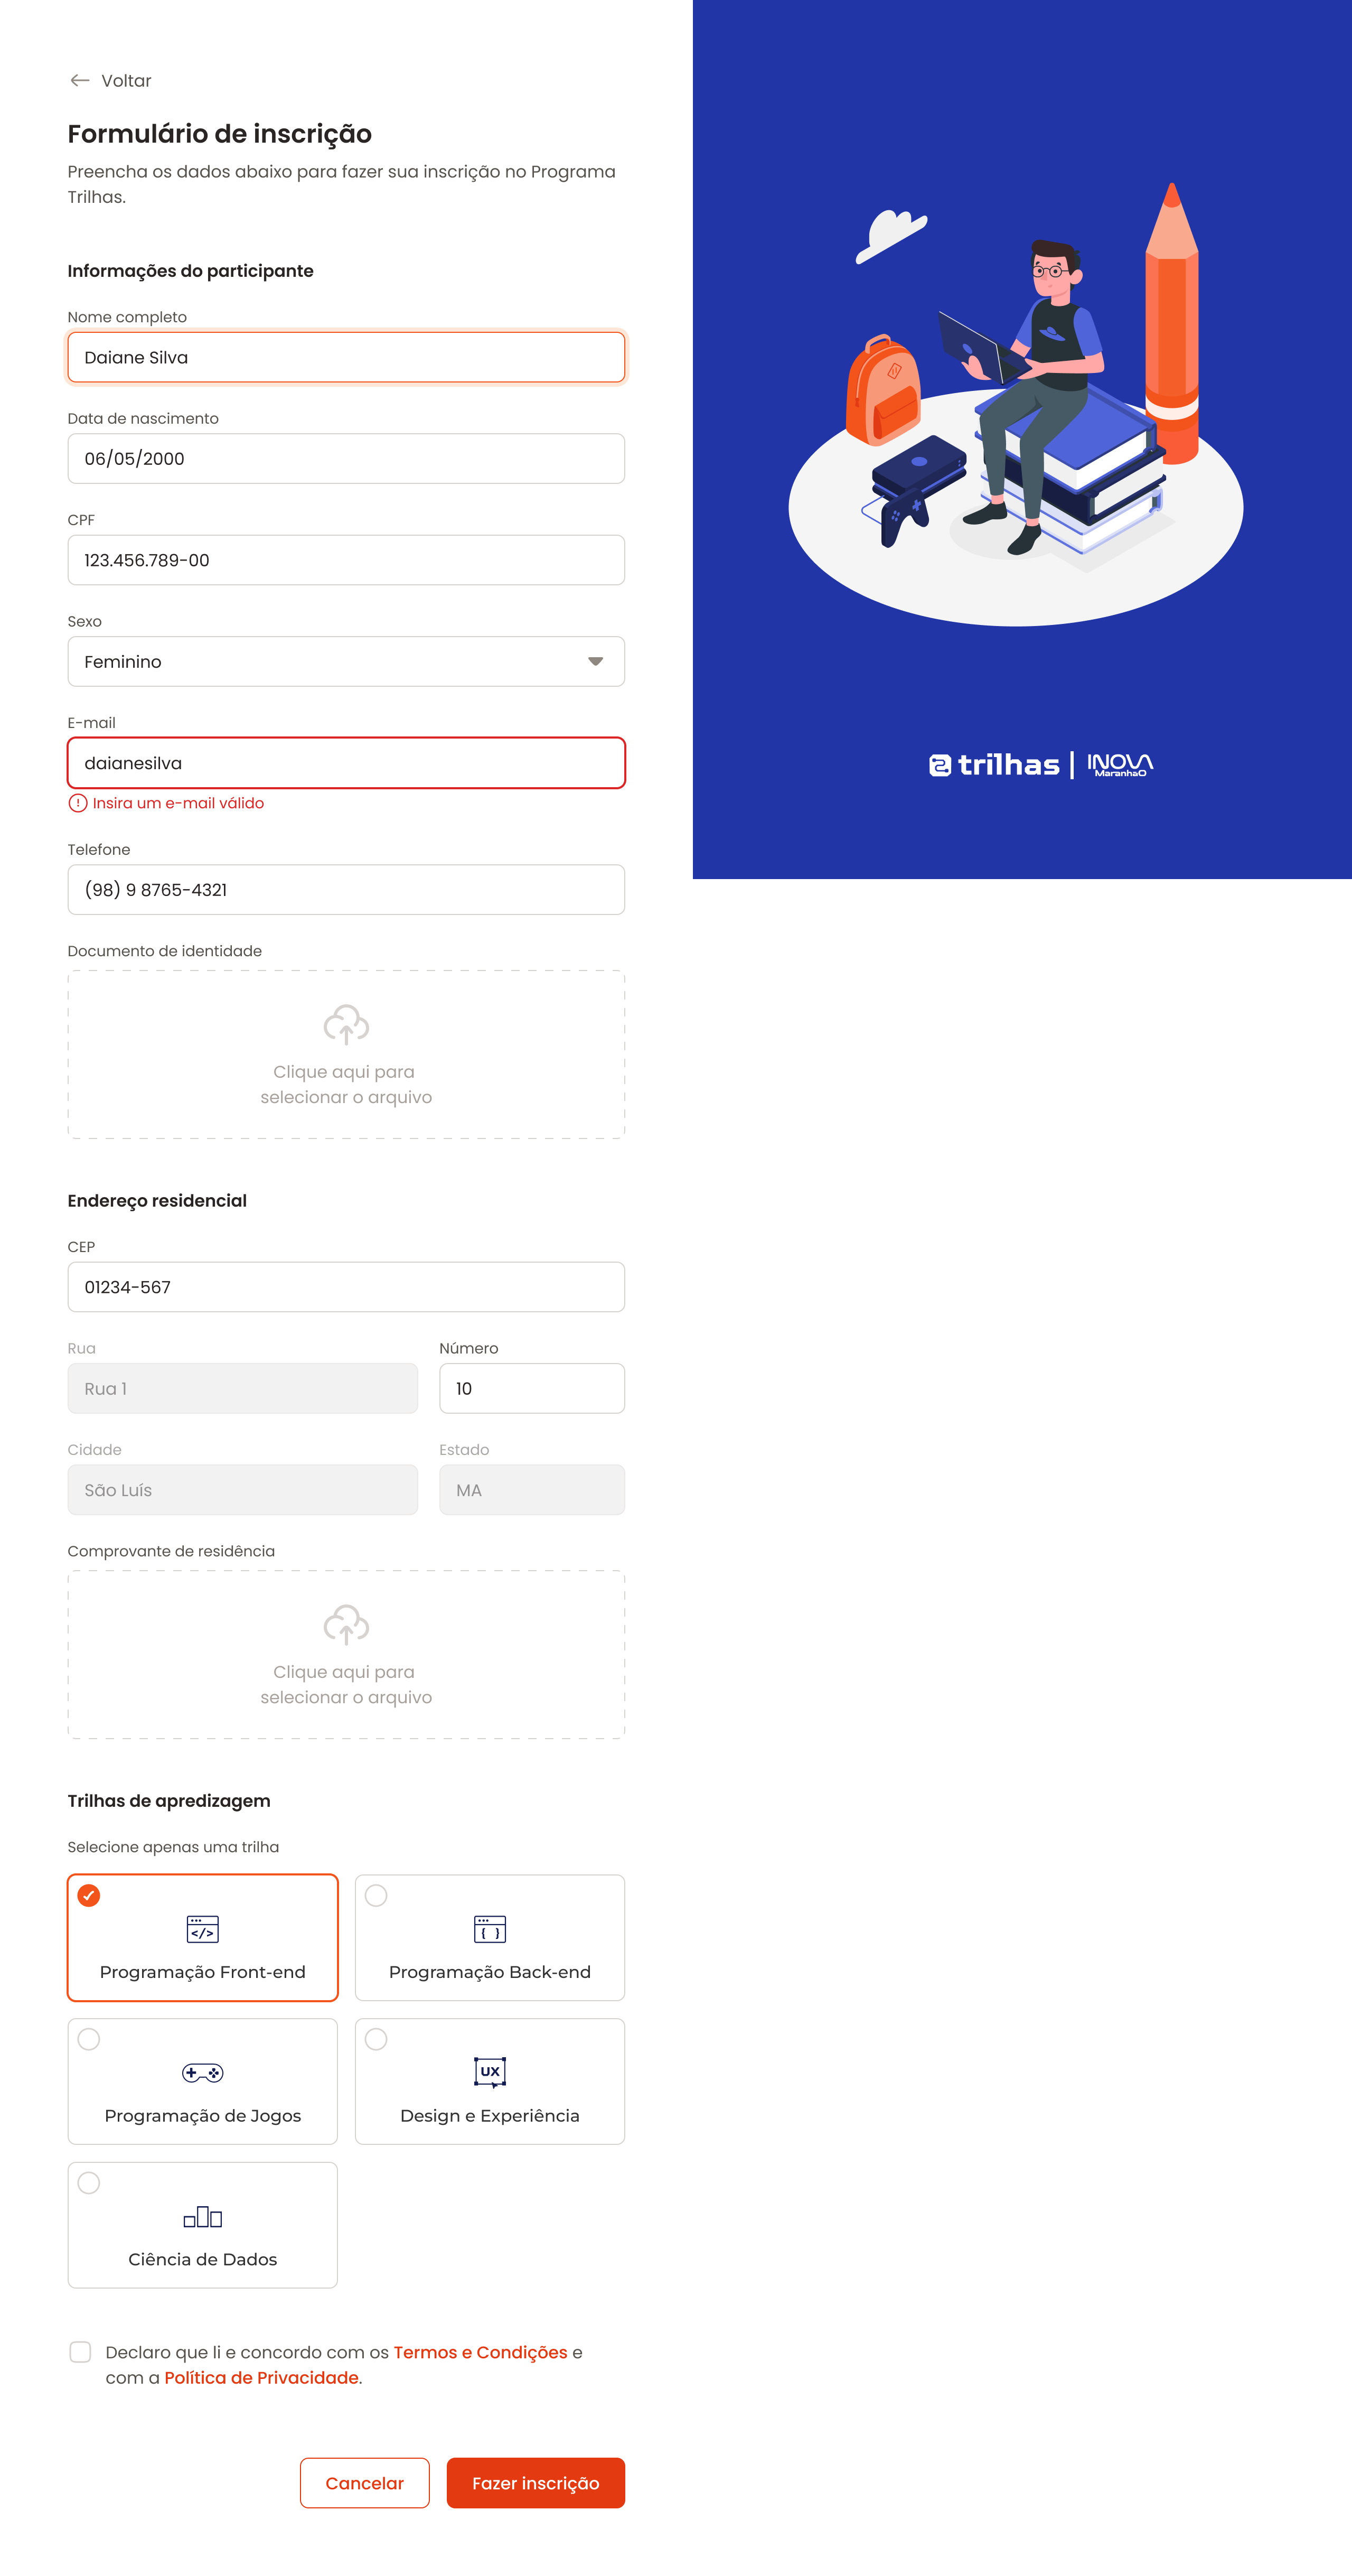 Voltar
Formulário de inscrição
Preencha os dados abaixo para fazer sua inscrição no Programa
Trilhas.
Informações do participante
Nome completo
Daiane Silva
Data de nascimento
06/05/2000
CPF
123.456.789-00
Sexo
Feminino
E-mail
daianesilva
Insira um e-mail válido
Telefone
(98) 9 8765-4321
Documento de identidade
Clique aqui para
selecionar o arquivo
Endereço residencial
CEP
01234-567
Rua
Rua 1
Número
10
Cidade
São Luís
Estado
MA
Comprovante de residência
Clique aqui para
selecionar o arquivo
Trilhas de apredizagem
Selecione apenas uma trilha
</>
Programação Front-end
{ }
Programação Back-end
Programação de Jogos
UX
Design e Experiência
Ciência de Dados
Declaro que li e concordo com os Termos e Condições e
com a Política de Privacidade.
Cancelar
Fazer inscrição
trilhas | INOVA
MaranhaO